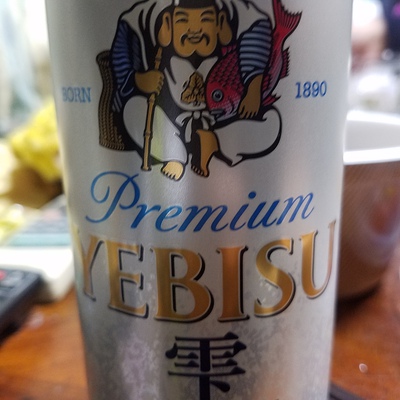 BORN 1890
Premium
YEBISU
雫